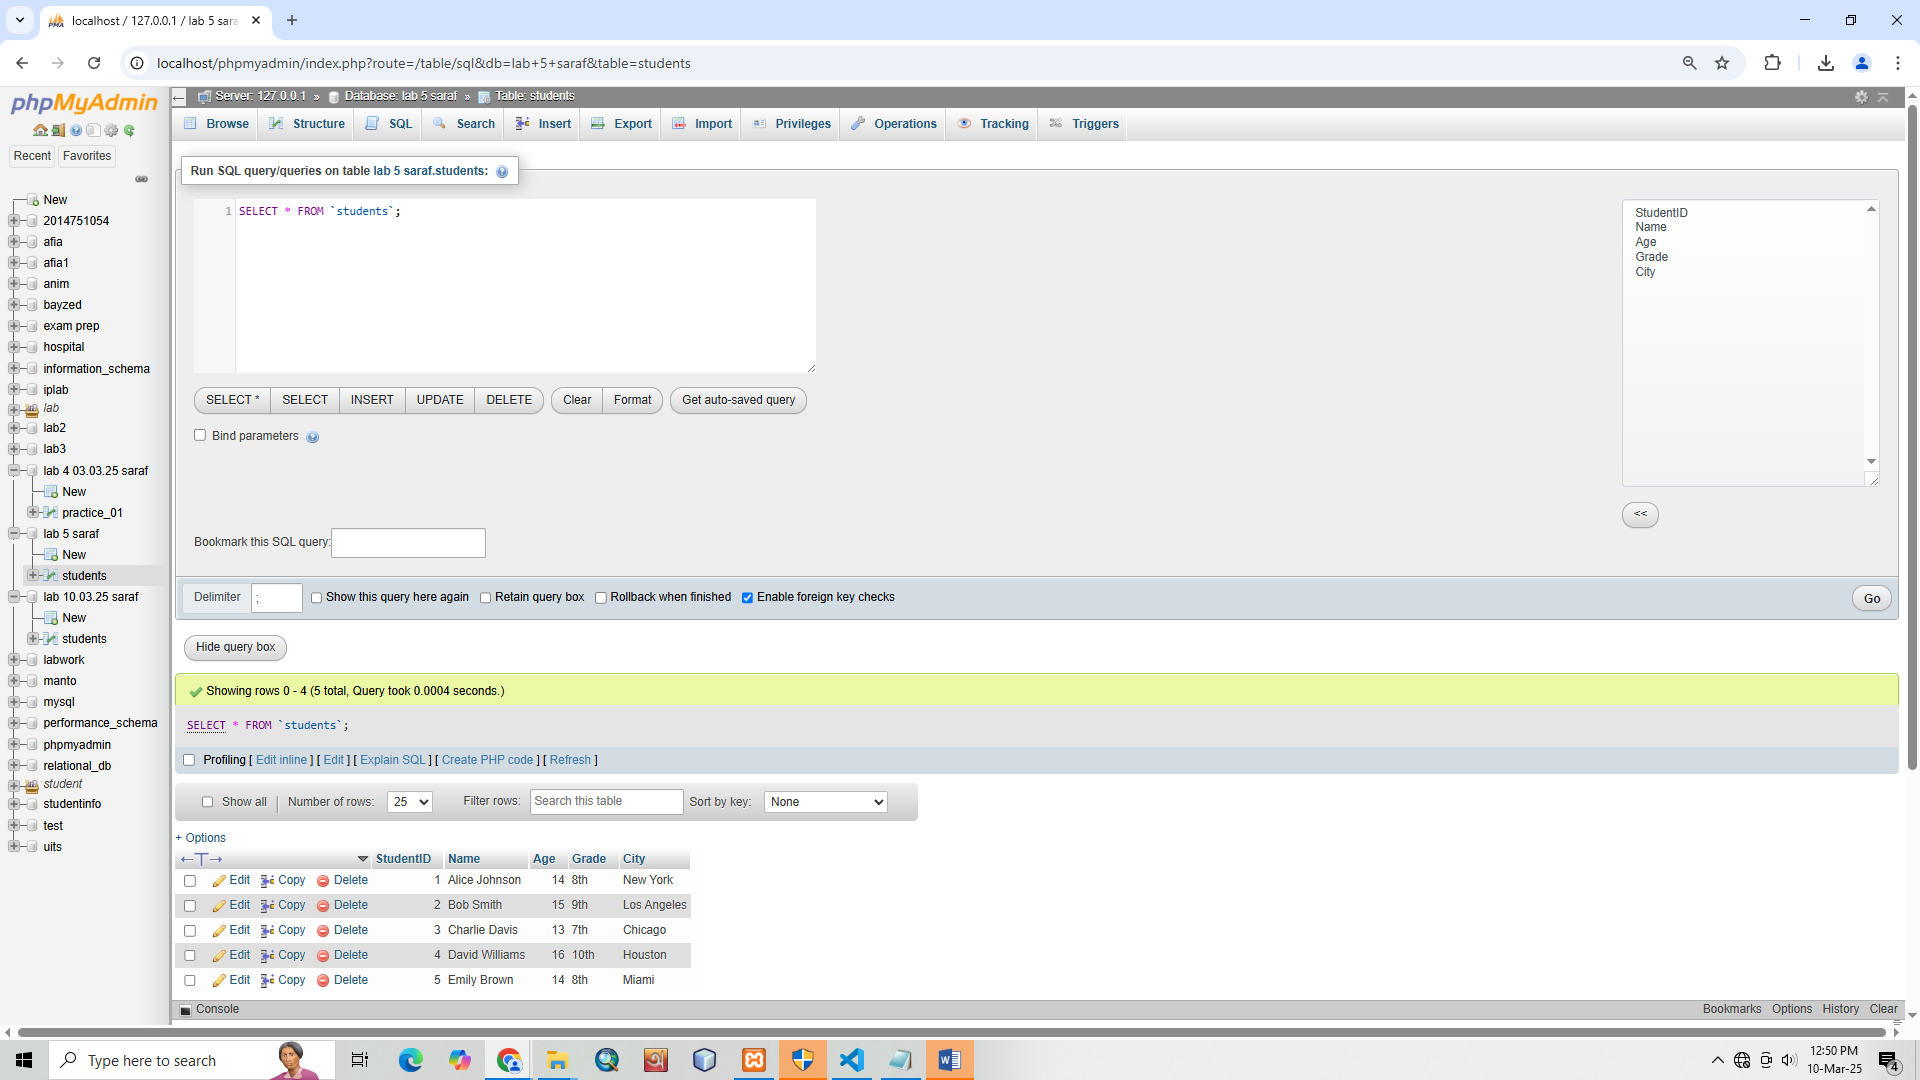 localhost / 127.0.0.1 / lab 5 sara
localhost/phpmyadmin/index.php?route=/table/sql&db=lab+5+saraf&table=students
phpMyAdmin
Recent Favorites
New
2014751054
afia
afia1
anim
bayzed
exam prep
hospital
information_schema
iplab
lab
lab2
lab3
lab 4 03.03.25 saraf
New
practice_01
lab 5 saraf
New
students
lab 10.03.25 saraf
New
students
labwork
manto
mysql
performance_schema
phpmyadmin
relational_db
student
studentinfo
test
uits
Server: 127.0.0.1 » Database: lab 5 saraf » Table: students
Browse Structure SQL Search Insert Export Import Privileges Operations Tracking Triggers
Run SQL query/queries on table lab 5 saraf.students:
1 SELECT * FROM `students`;
StudentID
Name
Age
Grade
City
SELECT * SELECT INSERT UPDATE DELETE Clear Format Get auto-saved query
Bind parameters
<<
Bookmark this SQL query:
Delimiter ; Show this query here again Retain query box Rollback when finished Enable foreign key checks Go
Hide query box
Showing rows 0 - 4 (5 total, Query took 0.0004 seconds.)
SELECT * FROM `students`;
Profiling [ Edit inline ] [ Edit ] [ Explain SQL ] [ Create PHP code ] [ Refresh ]
Show all Number of rows: 25 Filter rows: Search this table Sort by key: None
+ Options
←T→ StudentID Name Age Grade City
Edit Copy Delete 1 Alice Johnson 14 8th New York
Edit Copy Delete 2 Bob Smith 15 9th Los Angeles
Edit Copy Delete 3 Charlie Davis 13 7th Chicago
Edit Copy Delete 4 David Williams 16 10th Houston
Edit Copy Delete 5 Emily Brown 14 8th Miami
Console Bookmarks Options History Clear
Type here to search
12:50 PM
10-Mar-25
4